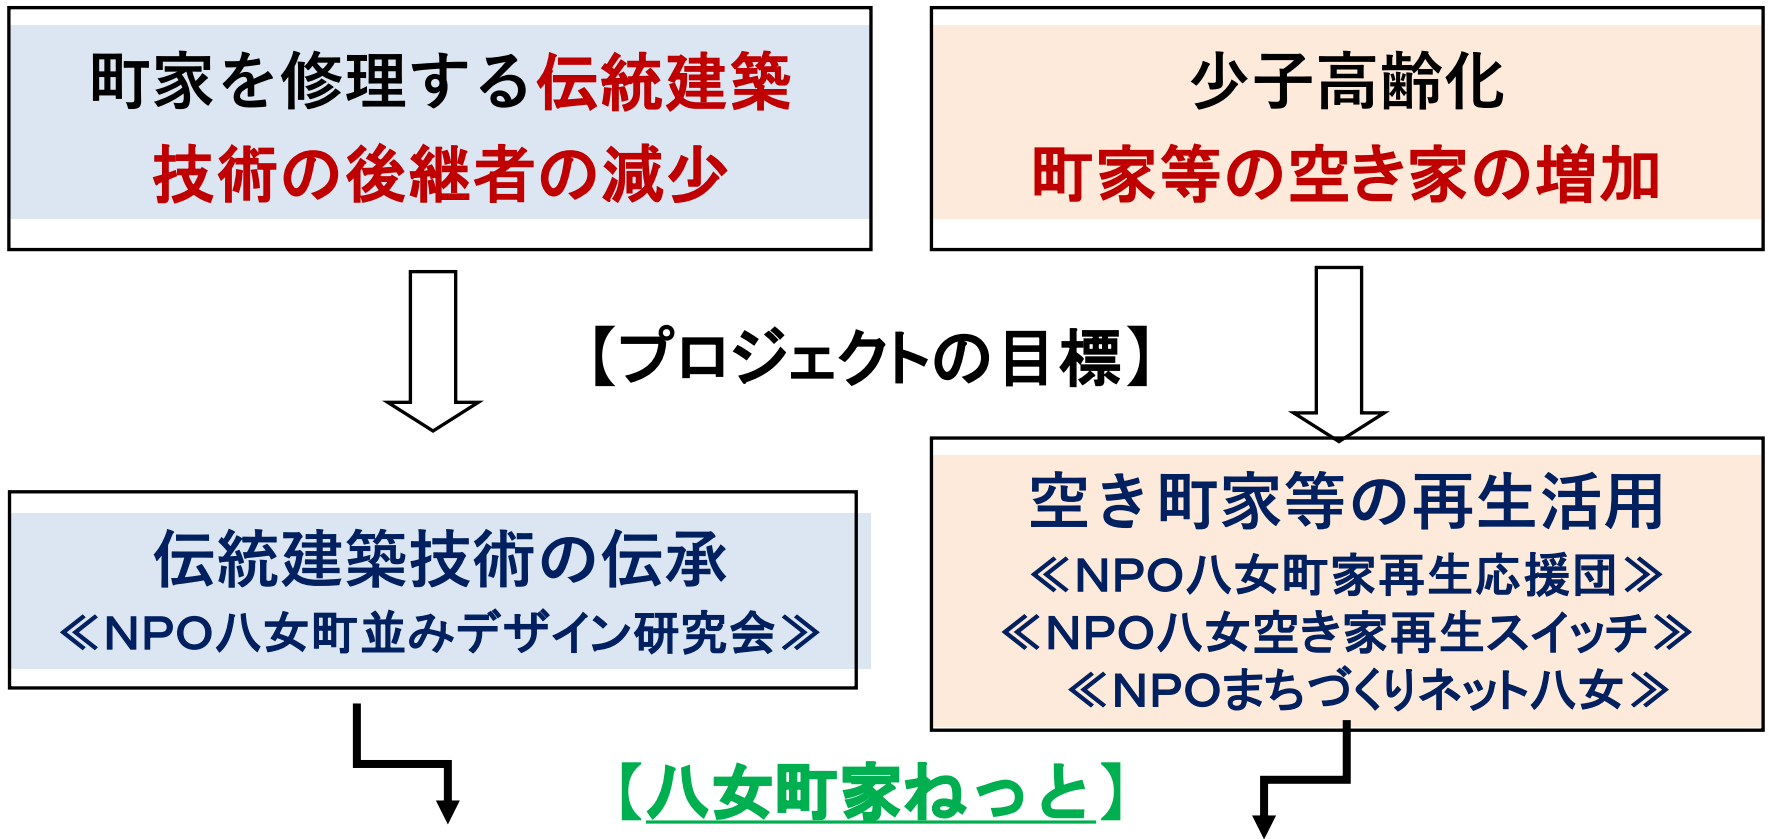 町家を修理する伝統建築
技術の後継者の減少
少子高齢化
町家等の空き家の増加
【プロジェクトの目標】
伝統建築技術の伝承
≪NPO八女町並みデザイン研究会≫
空き町家等の再生活用
≪NPO八女町家再生応援団≫
≪NPO八女空き家再生スイッチ≫
≪NPOまちづくりネット八女≫
【八女町家ねっと】